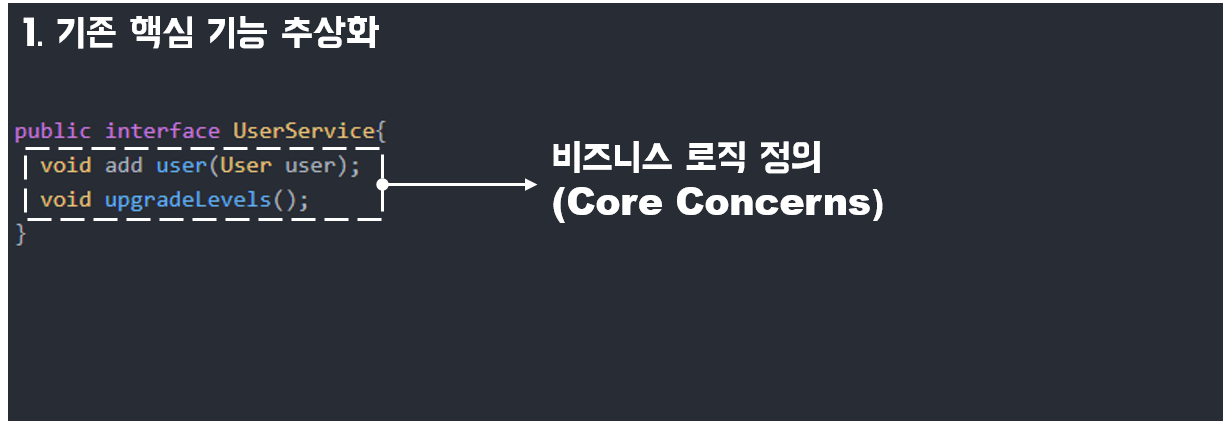 1. 기존 핵심 기능 추상화
public interface UserService{
void add user(User user);
void upgradeLevels();
}
비즈니스 로직 정의
(Core Concerns)